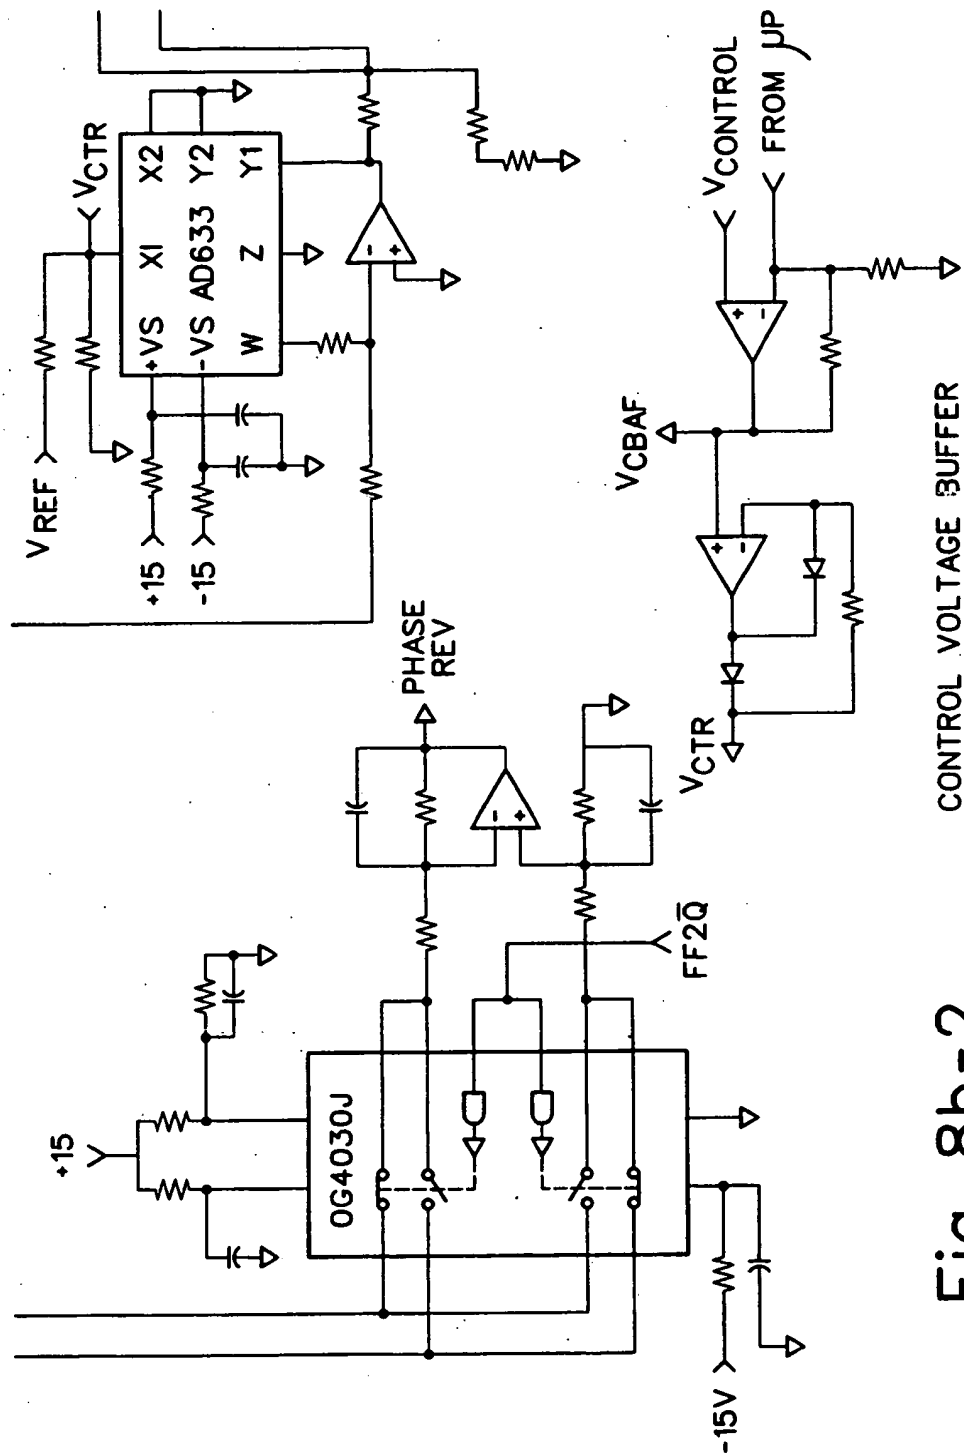 VREF
VCTR
+15
-15
+VS X1 X2
-VS AD633 Y2
W Z Y1
- +
PHASE
REV
- +
+15
OG4030J
FF2Q̅
-15V
VCONTROL
FROM µP
+ -
VCBAF
+ -
VCTR
CONTROL VOLTAGE BUFFER
Fig. 8b-2